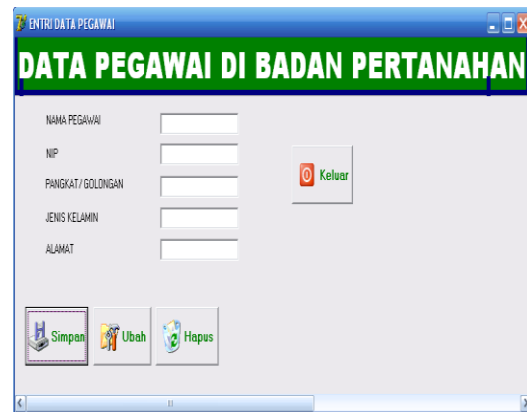 ENTRI DATA PEGAWAI
DATA PEGAWAI DI BADAN PERTANAHAN
NAMA PEGAWAI
NIP
PANGKAT/GOLONGAN
JENIS KELAMIN
ALAMAT
Keluar
Simpan
Ubah
Hapus